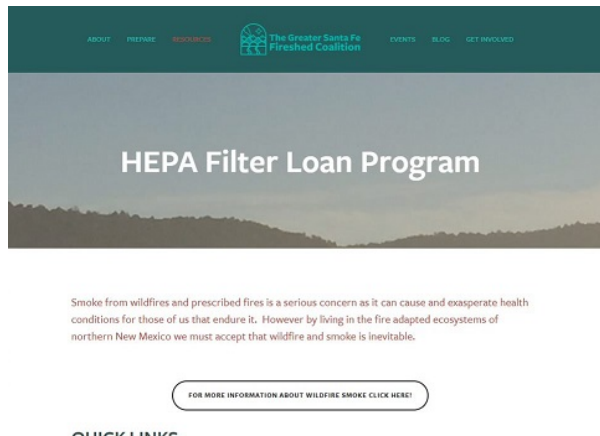 ABOUT PREPARE RESOURCES The Greater Santa Fe Fireshed Coalition EVENTS BLOG GET INVOLVED
HEPA Filter Loan Program
Smoke from wildfires and prescribed fires is a serious concern as it can cause and exasperate health
conditions for those of us that endure it. However by living in the fire adapted ecosystems of
northern New Mexico we must accept that wildfire and smoke is inevitable.
FOR MORE INFORMATION ABOUT WILDFIRE SMOKE CLICK HERE!
QUICK LINKS